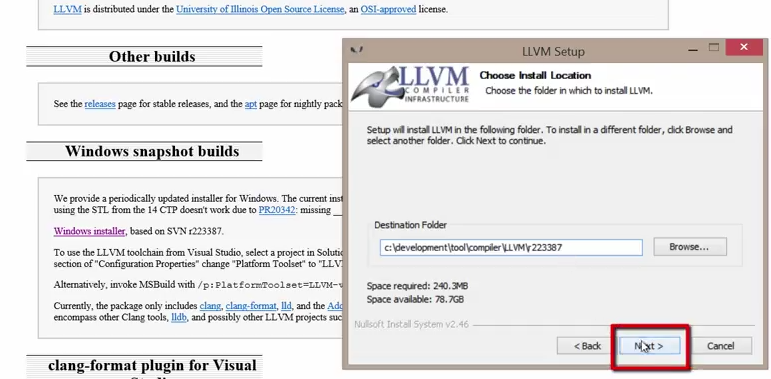 LLVM is distributed under the University of Illinois Open Source License, an OSI-approved license.
Other builds
See the releases page for stable releases, and the apt page for nightly pack
Windows snapshot builds
We provide a periodically updated installer for Windows. The current inst
using the STL from the 14 CTP doesn't work due to PR20342: missing __
Windows installer, based on SVN r223387.
To use the LLVM toolchain from Visual Studio, select a project in Solutio
section of "Configuration Properties" change "Platform Toolset" to "LLV
Alternatively, invoke MSBuild with /p:PlatformToolset=LLVM-v
Currently, the package only includes clang, clang-format, lld, and the Add
encompass other Clang tools, lldb, and possibly other LLVM projects suc
clang-format plugin for Visual
LLVM Setup
LLVM
COMPILER
INFRASTRUCTURE
Choose Install Location
Choose the folder in which to install LLVM.
Setup will install LLVM in the following folder. To install in a different folder, click Browse and
select another folder. Click Next to continue.
Destination Folder
c:\development\tool\compiler\LLVM\r223387
Browse...
Space required: 240.3MB
Space available: 78.7GB
Nullsoft Install System v2.46
< Back
Next >
Cancel